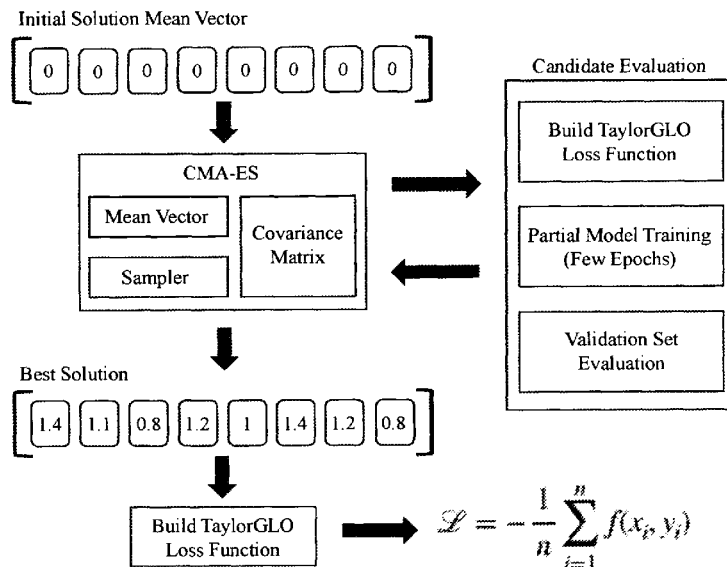 Initial Solution Mean Vector
0 0 0 0 0 0 0 0
CMA-ES
Mean Vector
Sampler
Covariance
Matrix
Candidate Evaluation
Build TaylorGLO
Loss Function
Partial Model Training
(Few Epochs)
Validation Set
Evaluation
Best Solution
1.4 1.1 0.8 1.2 1 1.4 1.2 0.8
Build TaylorGLO
Loss Function
ℒ = − 1/n ∑ i=1 n f(xᵢ, yᵢ)